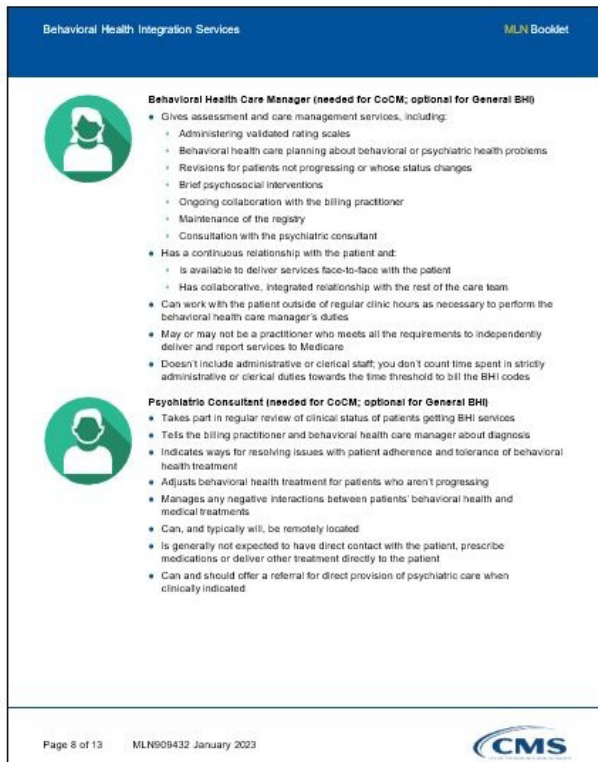 Behavioral Health Integration Services
MLN Booklet
Behavioral Health Care Manager (needed for CoCM; optional for General BHI)
• Gives assessment and care management services, including:
• Administering validated rating scales
• Behavioral health care planning about behavioral or psychiatric health problems
• Revisions for patients not progressing or whose status changes
• Brief psychosocial interventions
• Ongoing collaboration with the billing practitioner
• Maintenance of the registry
• Consultation with the psychiatric consultant
• Has a continuous relationship with the patient and:
• Is available to deliver services face-to-face with the patient
• Has collaborative, integrated relationship with the rest of the care team
• Can work with the patient outside of regular clinic hours as necessary to perform the
behavioral health care manager's duties
• May or may not be a practitioner who meets all the requirements to independently
deliver and report services to Medicare
• Doesn't include administrative or clerical staff; you don't count time spent in strictly
administrative or clerical duties towards the time threshold to bill the BHI codes
Psychiatric Consultant (needed for CoCM; optional for General BHI)
• Takes part in regular review of clinical status of patients getting BHI services
• Tells the billing practitioner and behavioral health care manager about diagnosis
• Indicates ways for resolving issues with patient adherence and tolerance of behavioral
health treatment
• Adjusts behavioral health treatment for patients who aren't progressing
• Manages any negative interactions between patients' behavioral health and
medical treatments
• Can, and typically will, be remotely located
• Is generally not expected to have direct contact with the patient, prescribe
medications or deliver other treatment directly to the patient
• Can and should offer a referral for direct provision of psychiatric care when
clinically indicated
Page 8 of 13 MLN909432 January 2023
CMS